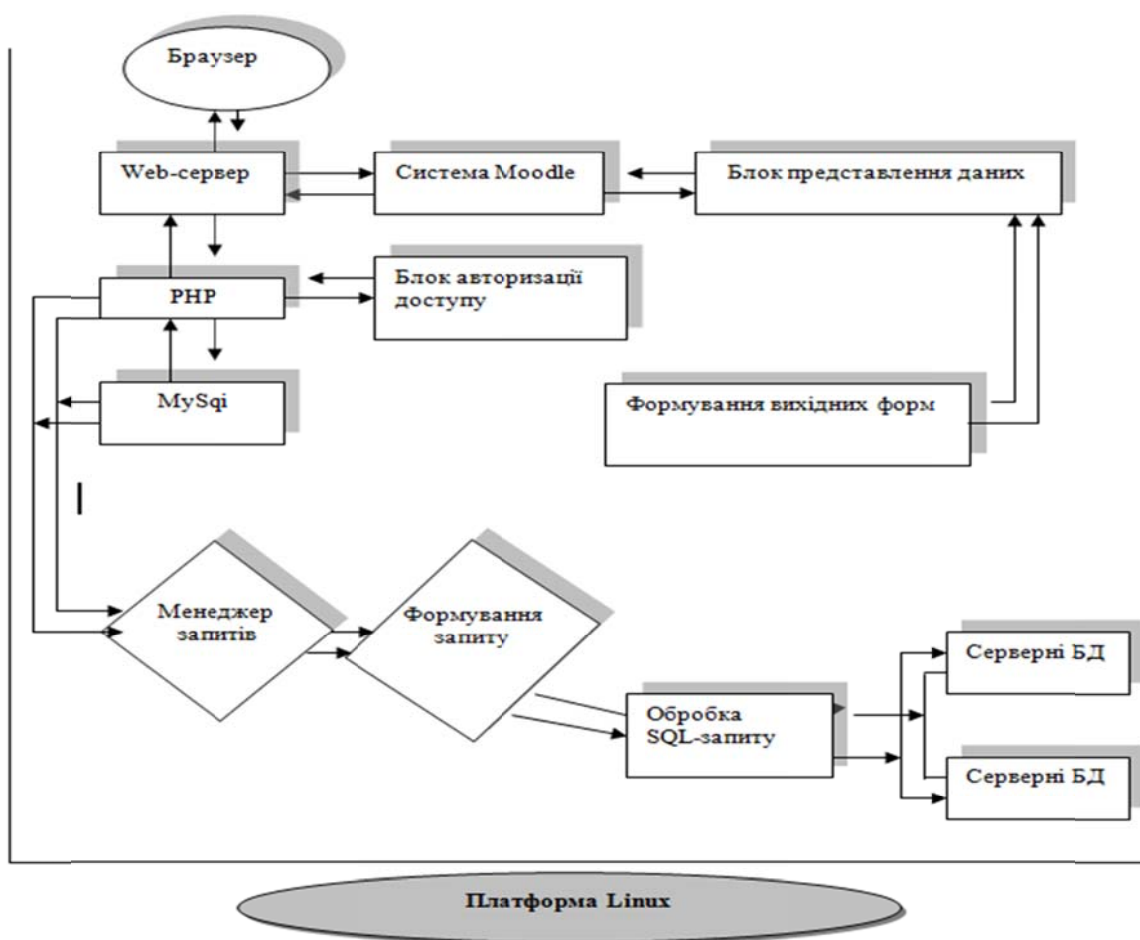 Браузер
Web-сервер
Система Moodle
Блок представлення даних
PHP
Блок авторизації
доступу
MySqi
Формування вихідних форм
Менеджер
запитів
Формування
запиту
Серверні БД
Обробка
SQL-запиту
Серверні БД
Платформа Linux